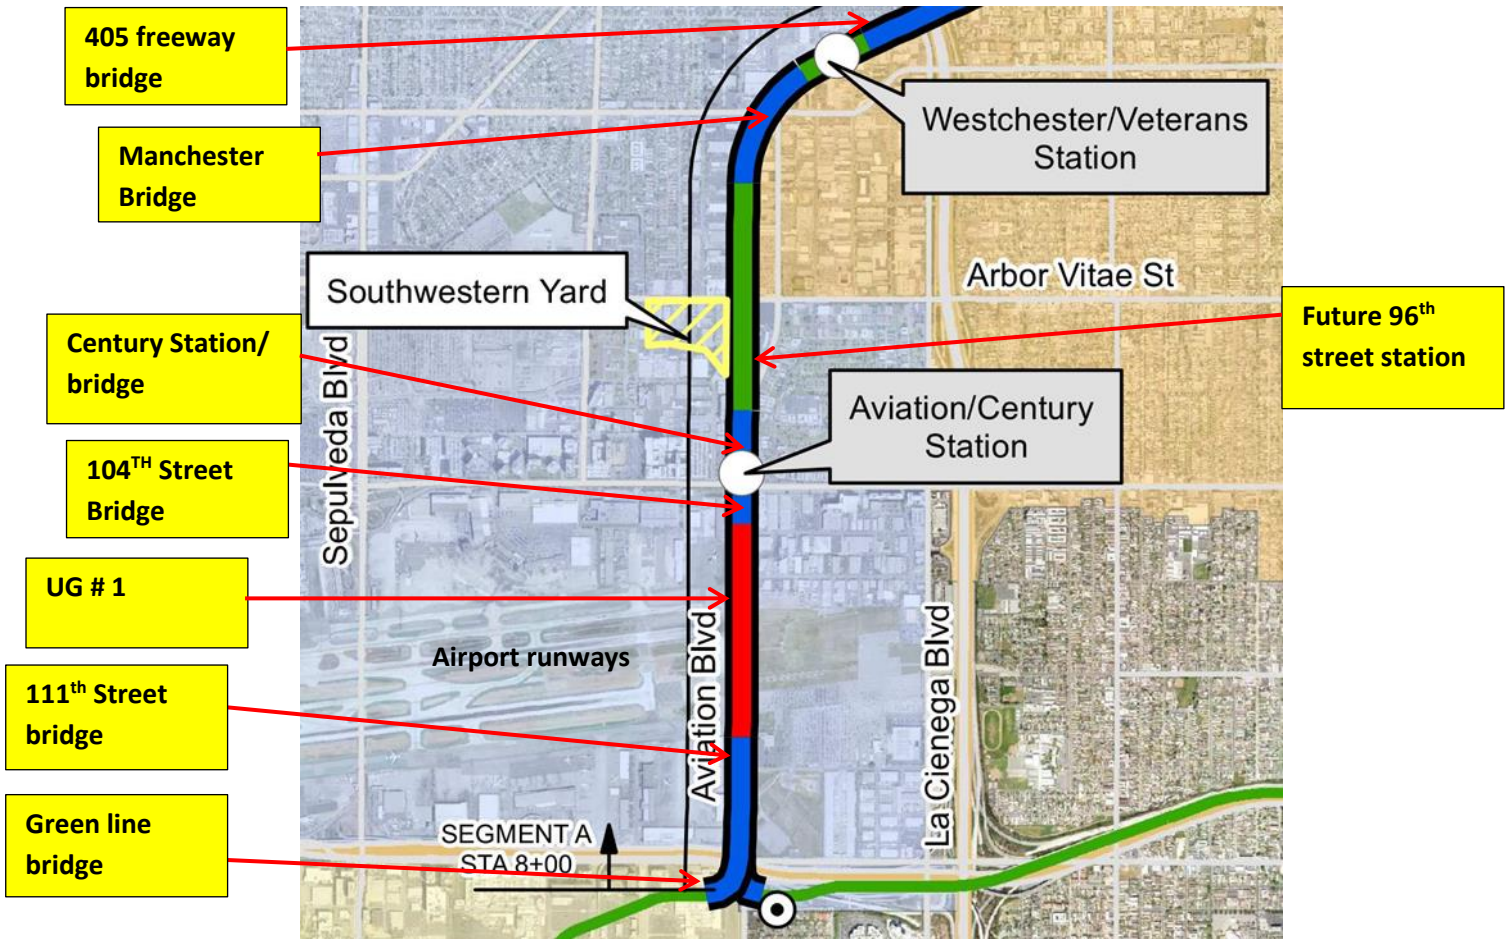 405 freeway
bridge
Manchester
Bridge
Westchester/Veterans
Station
Southwestern Yard
Arbor Vitae St
Century Station/
bridge
Future 96th
street station
Aviation/Century
Station
Sepulveda Blvd
104TH Street
Bridge
UG # 1
Airport runways
Aviation Blvd
La Cienega Blvd
111th Street
bridge
Green line
bridge
SEGMENT A
STA 8+00